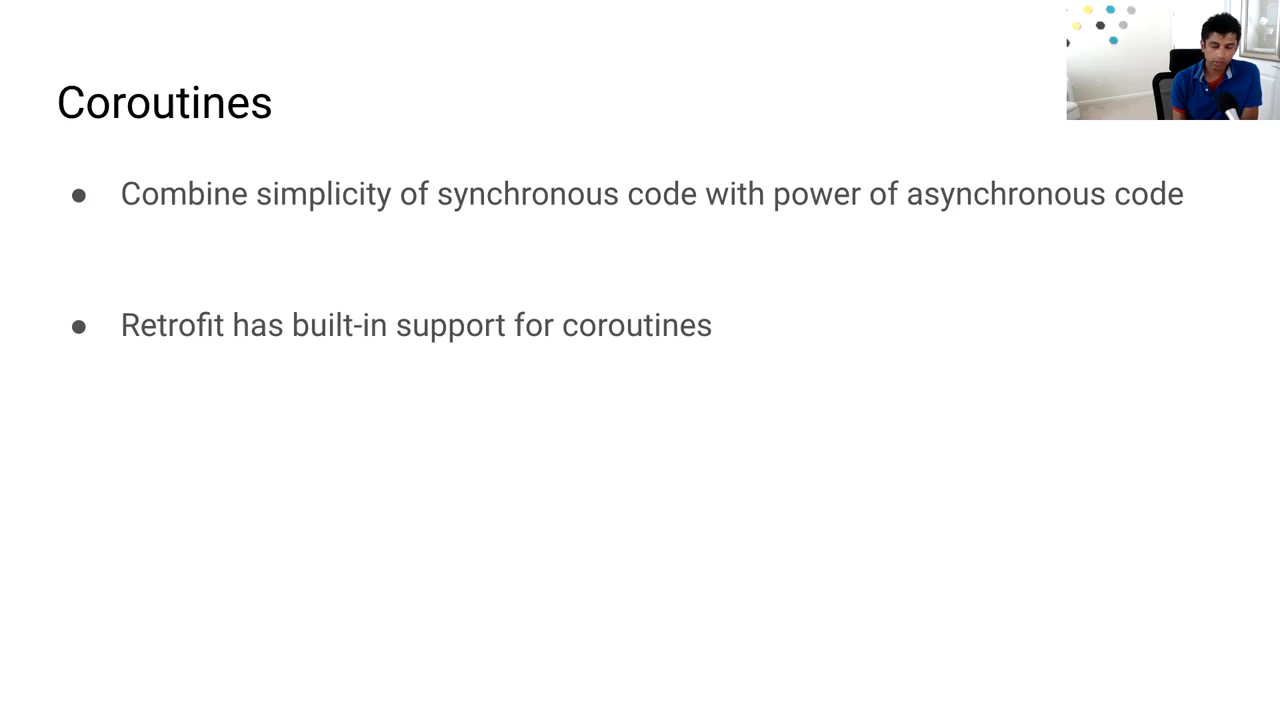 Coroutines
● Combine simplicity of synchronous code with power of asynchronous code
● Retrofit has built-in support for coroutines